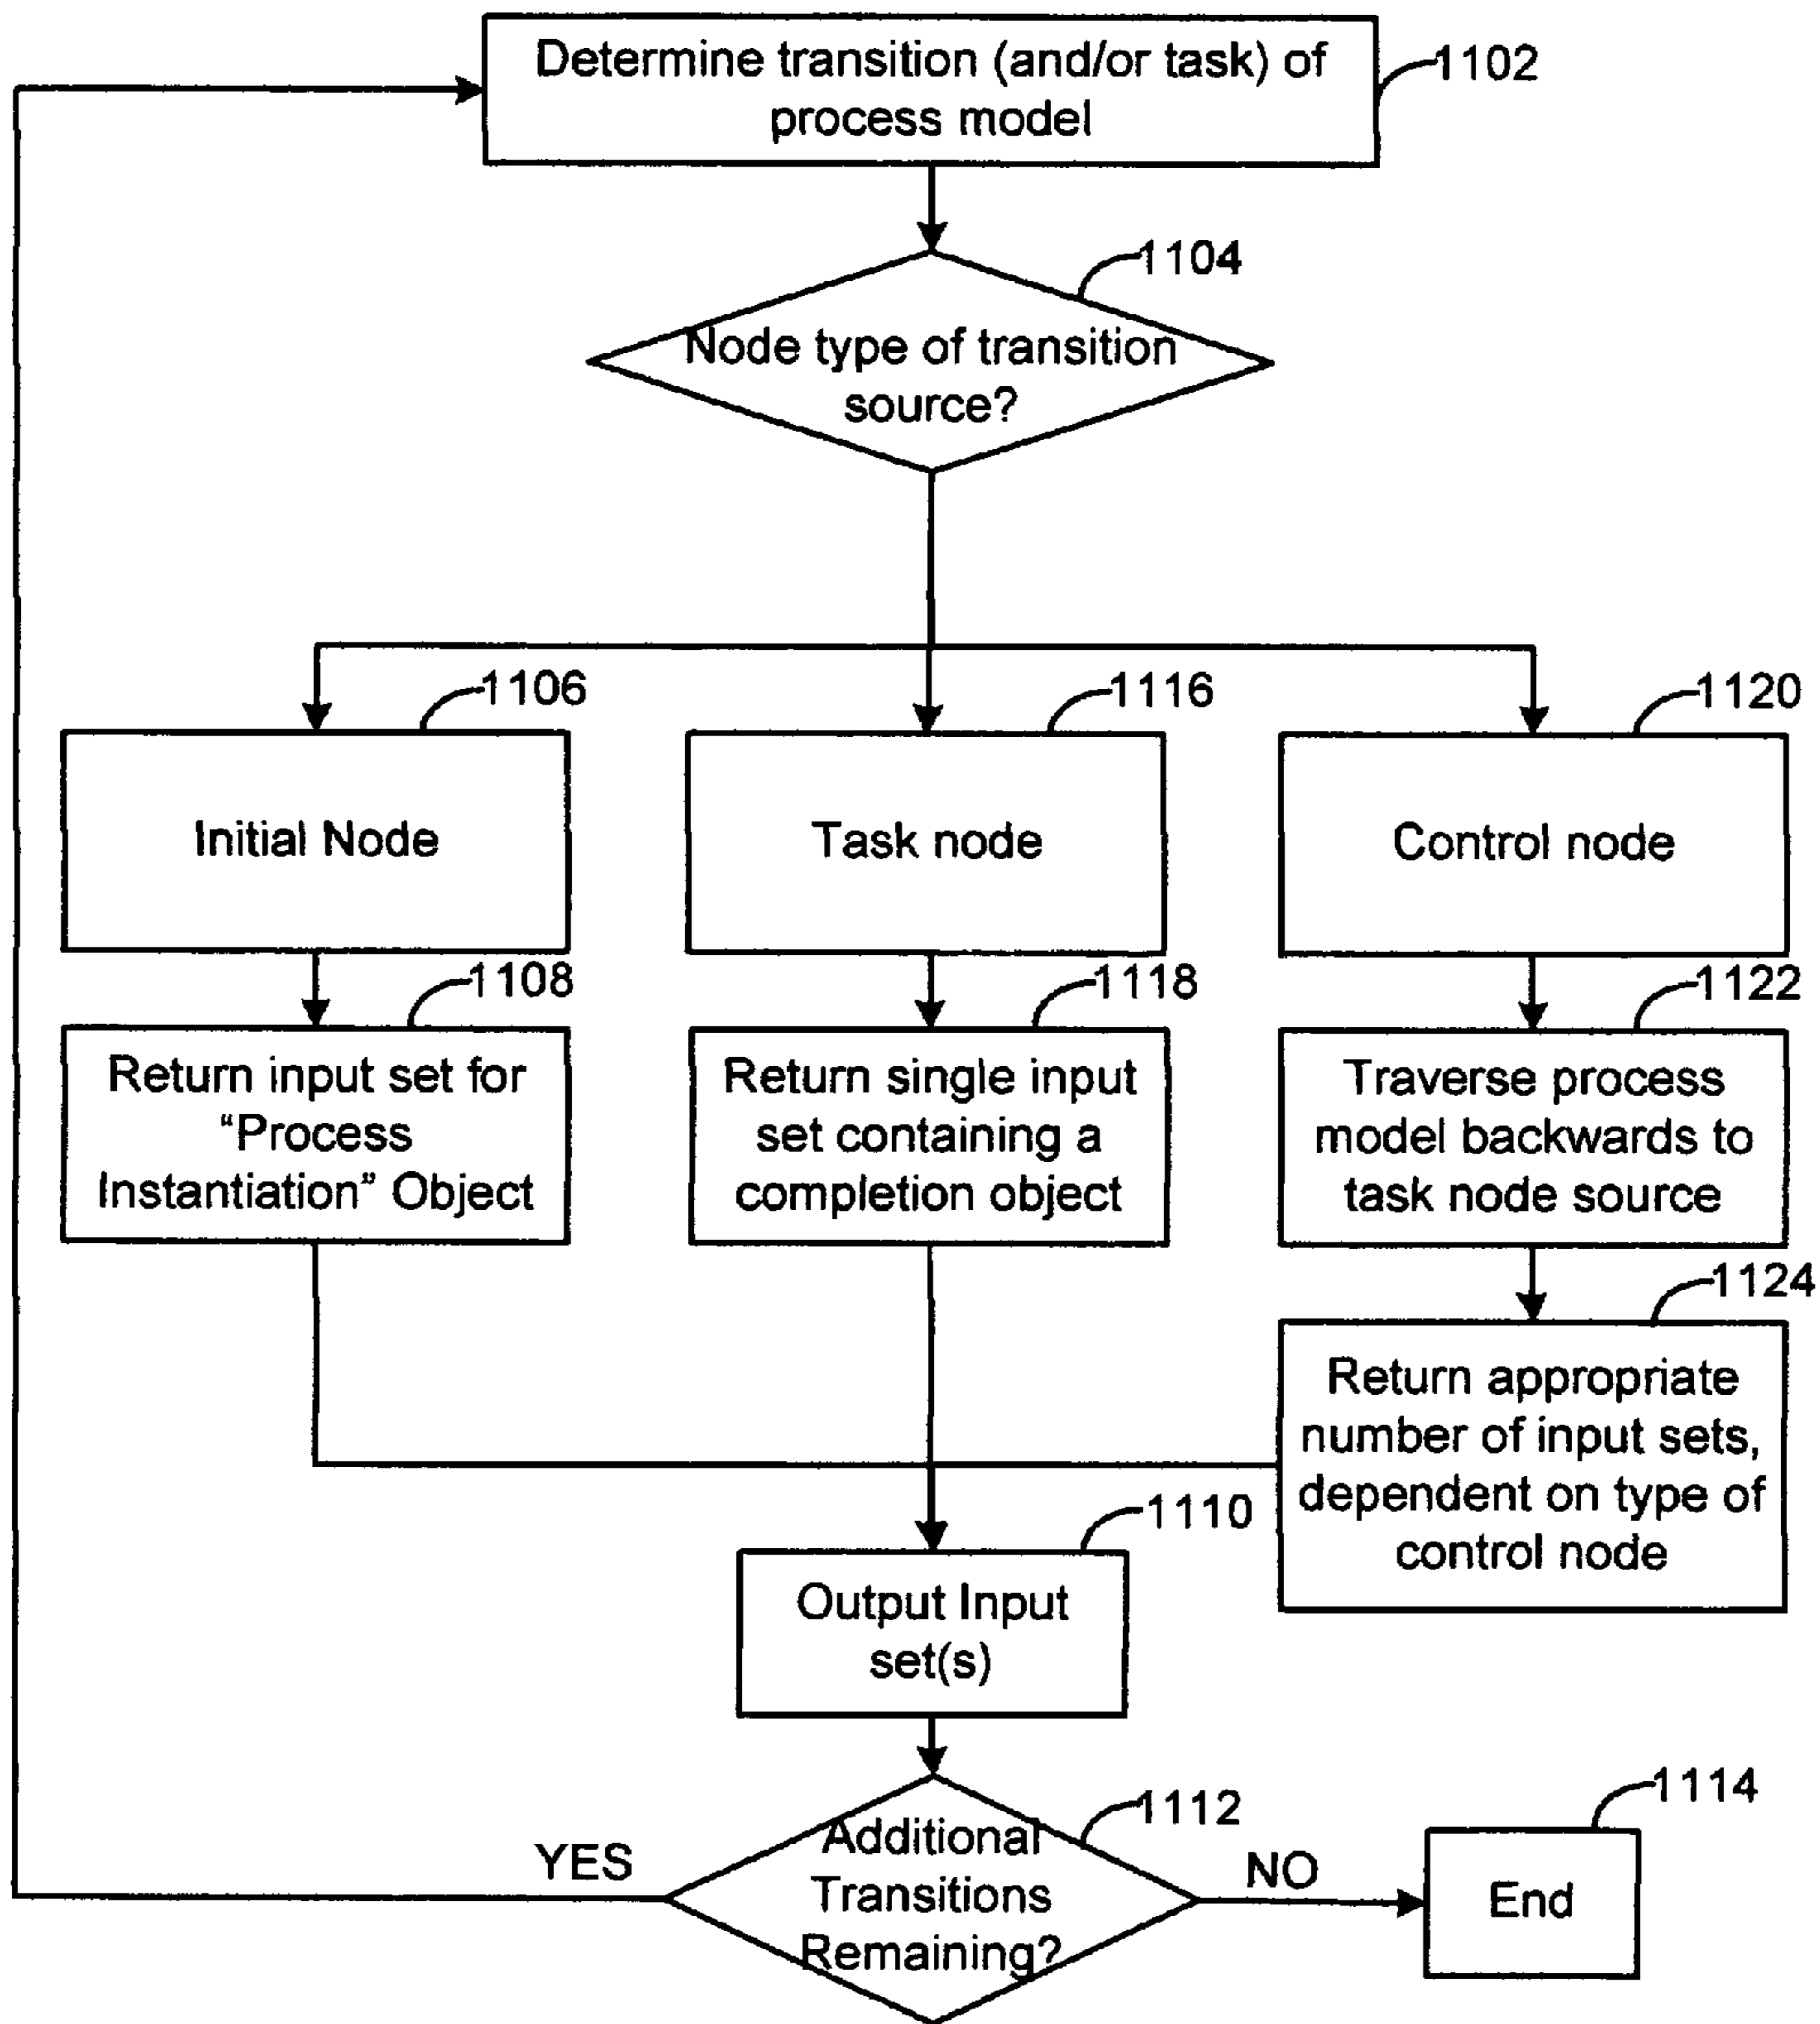 Determine transition (and/or task) of
process model
1102
1104
Node type of transition
source?
1106
1116
1120
Initial Node
Task node
Control node
1108
1118
1122
Return input set for
“Process
Instantiation” Object
Return single input
set containing a
completion object
Traverse process
model backwards to
task node source
1124
Return appropriate
number of input sets,
dependent on type of
control node
1110
Output Input
set(s)
1112
1114
Additional
Transitions
Remaining?
YES
NO
End